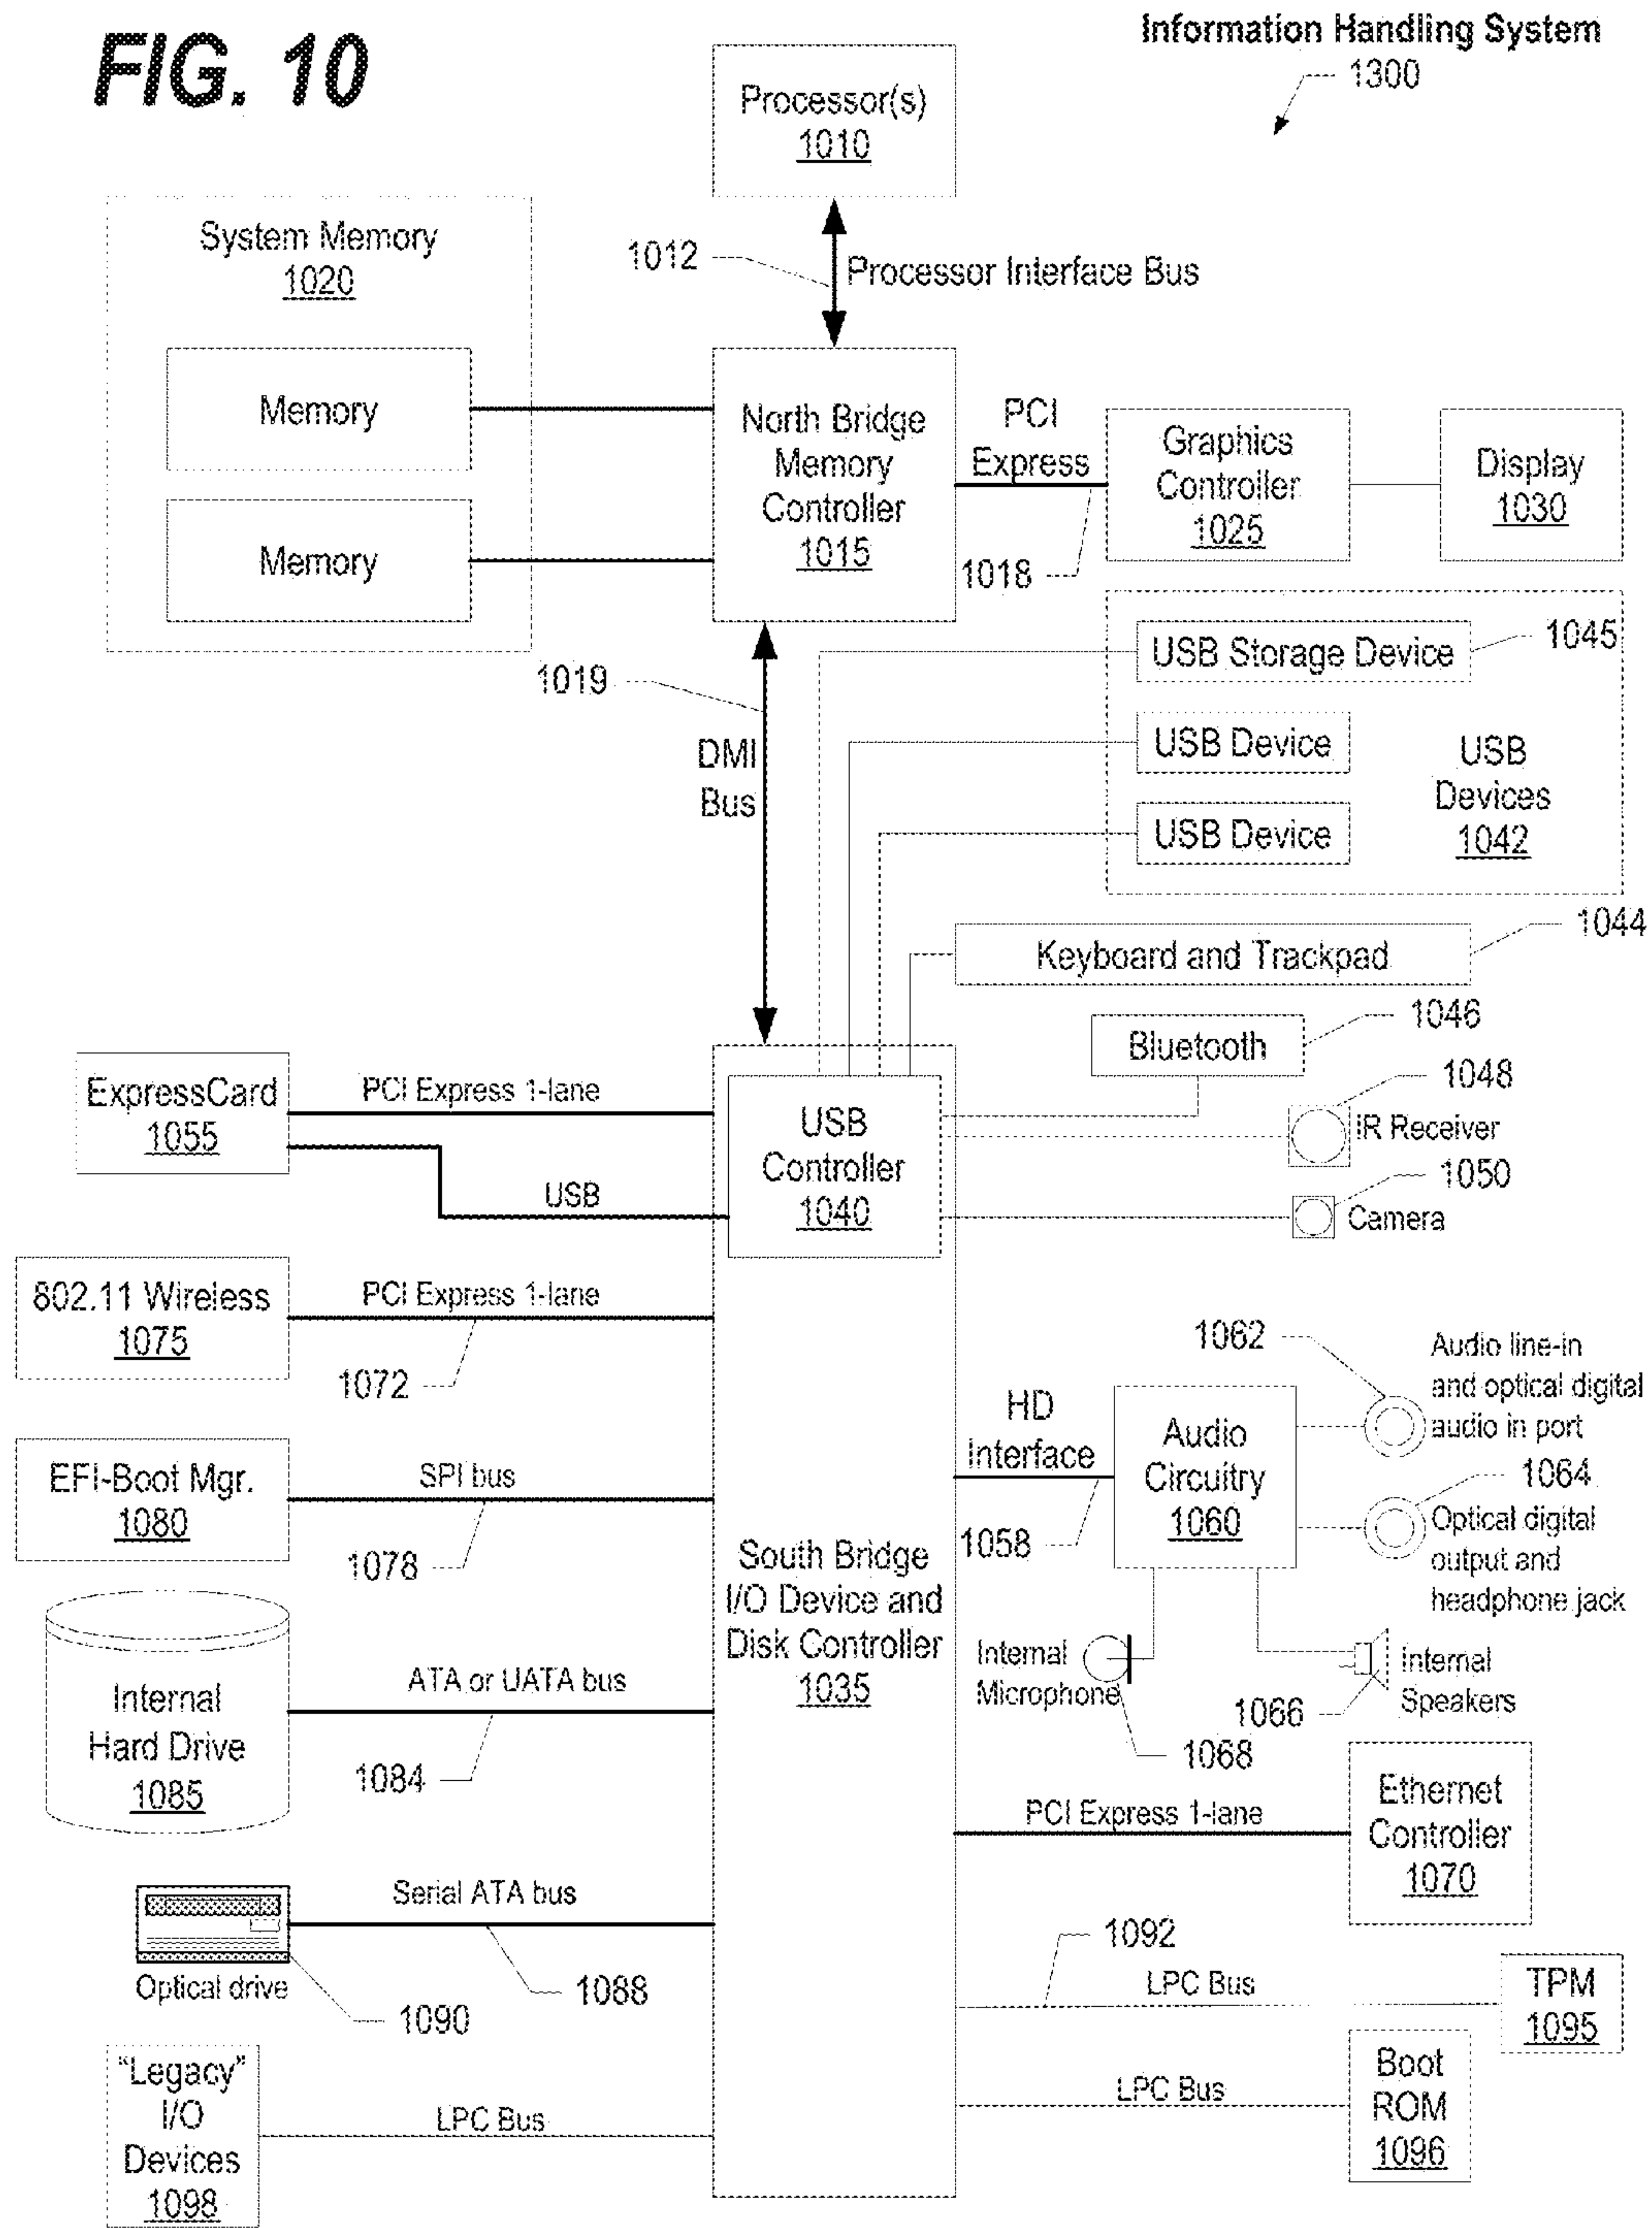 FIG. 10
Information Handling System
1300
Processor(s)
1010
System Memory
1020
1012
Processor Interface Bus
Memory
Memory
North Bridge
Memory
Controller
1015
PCI
Express
1018
Graphics
Controller
1025
Display
1030
1019
DMI
Bus
USB Storage Device
1045
USB Device
USB Device
USB
Devices
1042
Keyboard and Trackpad
1044
Bluetooth
1046
1048
IR Receiver
1050
Camera
ExpressCard
1055
PCI Express 1-lane
USB
USB
Controller
1040
802.11 Wireless
1075
PCI Express 1-lane
1072
EFI-Boot Mgr.
1080
SPI bus
1078
South Bridge
I/O Device and
Disk Controller
1035
HD
Interface
1058
Audio
Circuitry
1060
1062
Audio line-in
and optical digital
audio in port
1064
Optical digital
output and
headphone jack
Internal
Microphone
1068
1066
Internal
Speakers
Internal
Hard Drive
1085
ATA or UATA bus
1084
PCI Express 1-lane
Ethernet
Controller
1070
Serial ATA bus
1088
Optical drive
1090
1092
LPC Bus
TPM
1095
"Legacy"
I/O
Devices
1098
LPC Bus
LPC Bus
Boot
ROM
1096